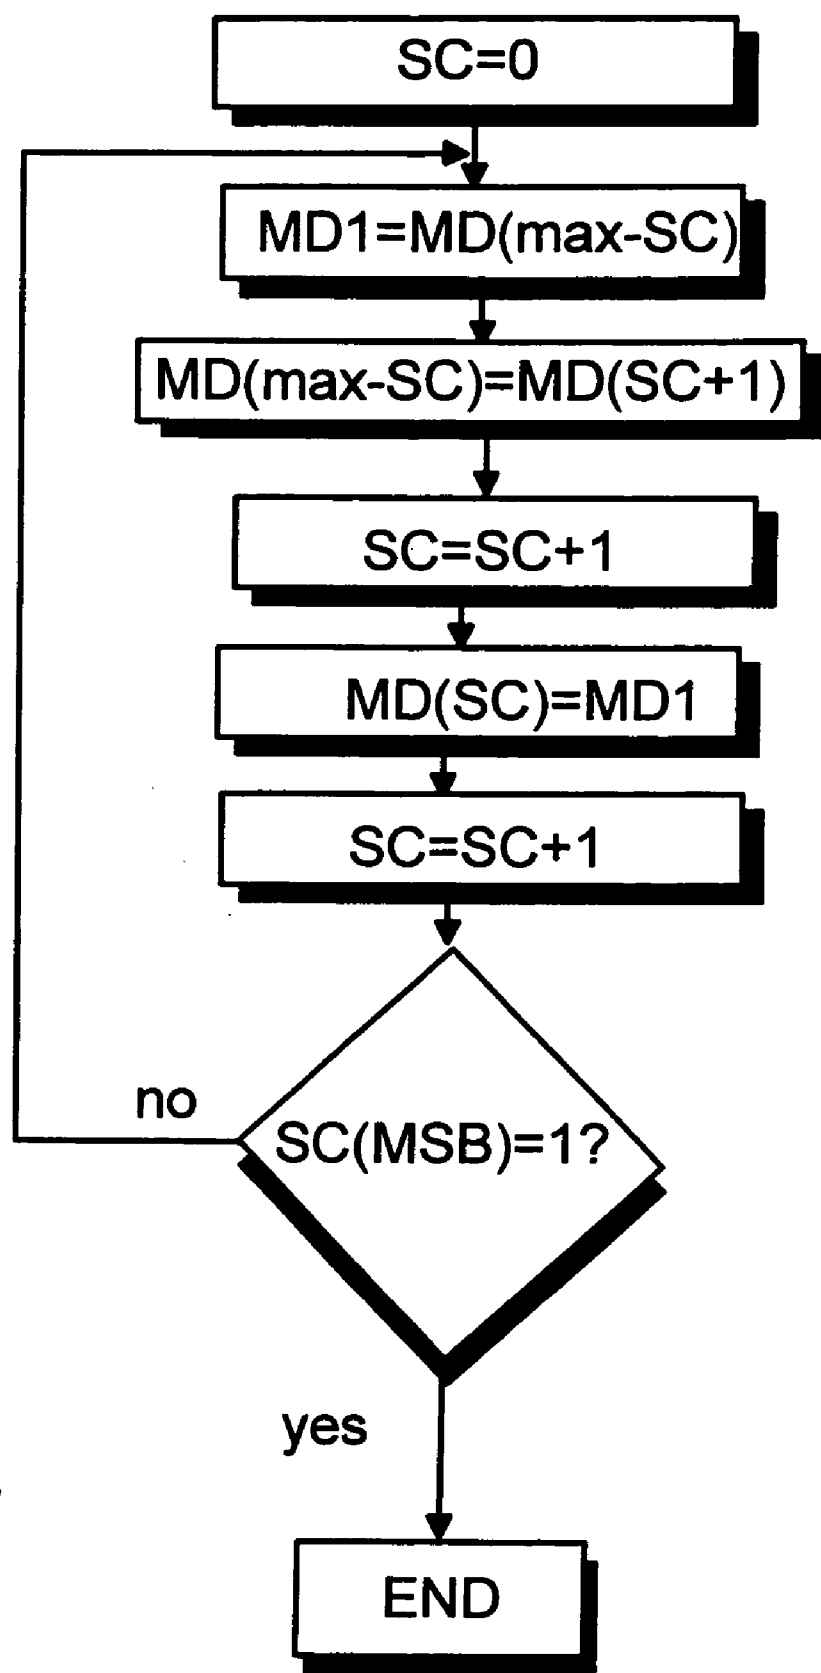 SC=0
MD1=MD(max-SC)
MD(max-SC)=MD(SC+1)
SC=SC+1
MD(SC)=MD1
SC=SC+1
no
SC(MSB)=1?
yes
END